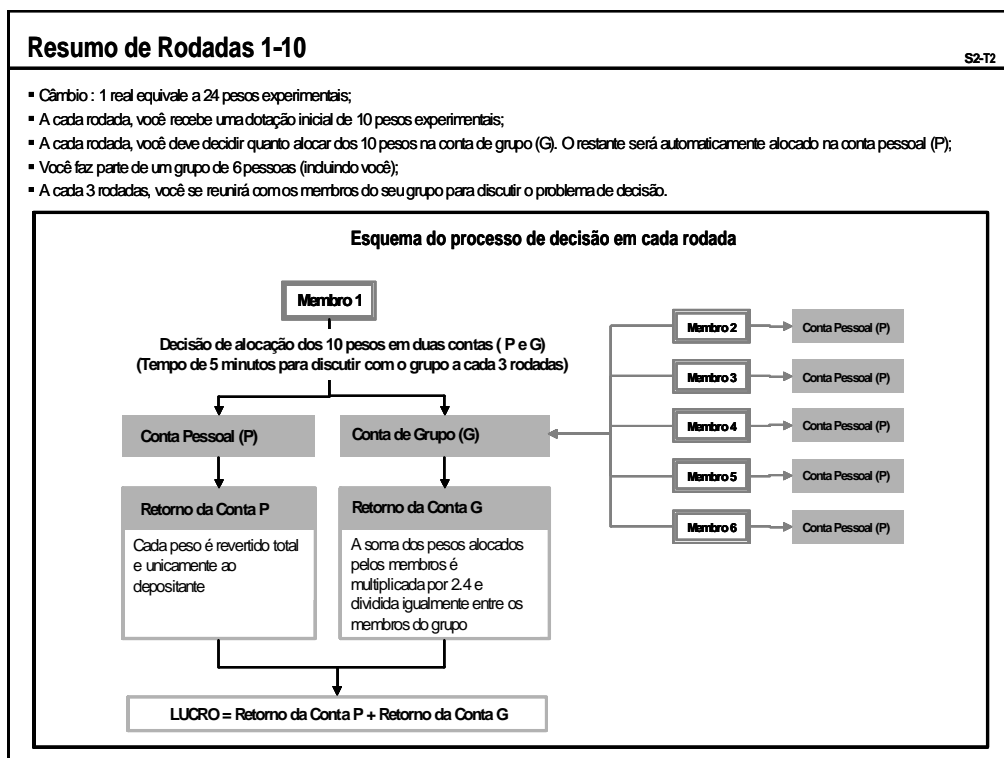 Resumo de Rodadas 1-10
S2-T2
▪ Câmbio : 1 real equivale a 24 pesos experimentais;
▪ A cada rodada, você recebe uma dotação inicial de 10 pesos experimentais;
▪ A cada rodada, você deve decidir quanto alocar dos 10 pesos na conta de grupo (G). O restante será automaticamente alocado na conta pessoal (P);
▪ Você faz parte de um grupo de 6 pessoas (incluindo você);
▪ A cada 3 rodadas, você se reunirá com os membros do seu grupo para discutir o problema de decisão.
Esquema do processo de decisão em cada rodada
Membro 1
Decisão de alocação dos 10 pesos em duas contas ( P e G)
(Tempo de 5 minutos para discutir com o grupo a cada 3 rodadas)
Conta Pessoal (P)
Conta de Grupo (G)
Retorno da Conta P
Cada peso é revertido total
e unicamente ao
depositante
Retorno da Conta G
A soma dos pesos alocados
pelos membros é
multiplicada por 2.4 e
dividida igualmente entre os
membros do grupo
LUCRO = Retorno da Conta P + Retorno da Conta G
Membro 2
Conta Pessoal (P)
Membro 3
Conta Pessoal (P)
Membro 4
Conta Pessoal (P)
Membro 5
Conta Pessoal (P)
Membro 6
Conta Pessoal (P)